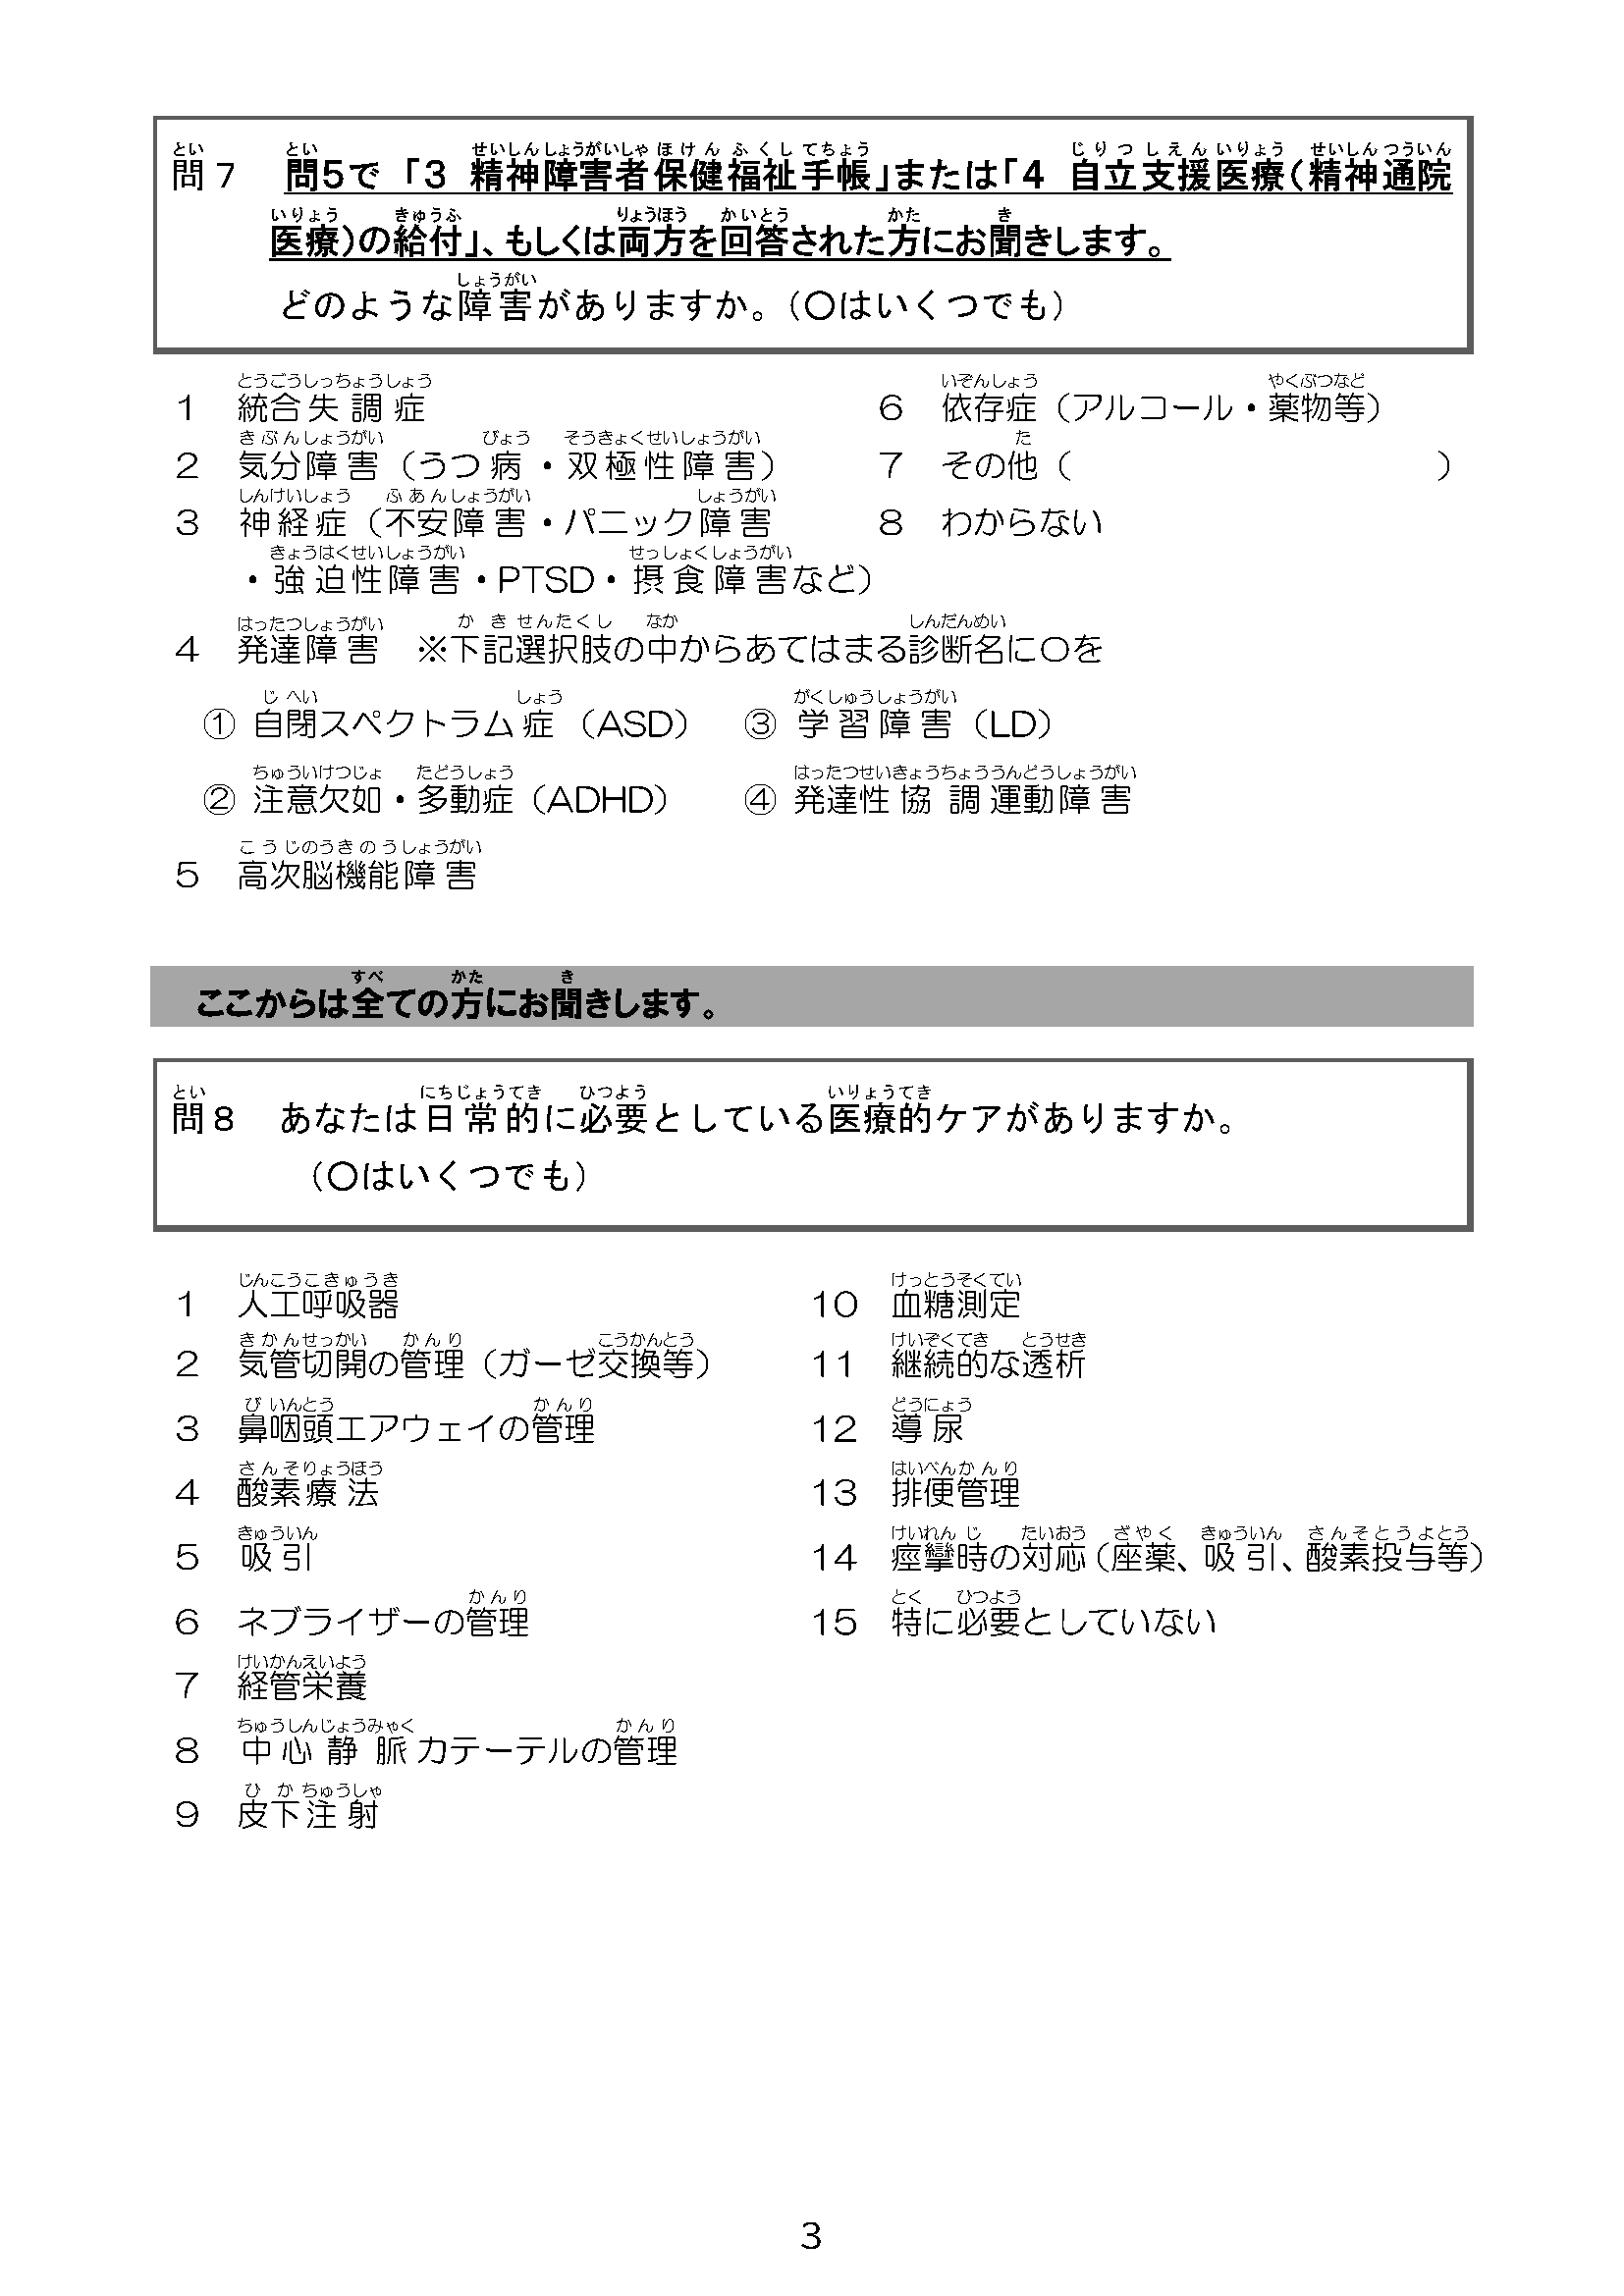 問７　問５で「３ 精神障害者保健福祉手帳」または「４ 自立支援医療（精神通院
医療）の給付」、もしくは両方を回答された方にお聞きします。
どのような障害がありますか。（〇はいくつでも）
１　統合失調症
２　気分障害（うつ病・双極性障害）
３　神経症（不安障害・パニック障害
・強迫性障害・PTSD・摂食障害など）
６　依存症（アルコール・薬物等）
７　その他（　　　　　　　　　　　）
８　わからない
４　発達障害　※下記選択肢の中からあてはまる診断名に〇を
① 自閉スペクトラム症（ASD）　③ 学習障害（LD）
② 注意欠如・多動症（ADHD）　④ 発達性協調運動障害
５　高次脳機能障害
ここからは全ての方にお聞きします。
問８　あなたは日常的に必要としている医療的ケアがありますか。
（〇はいくつでも）
１　人工呼吸器
２　気管切開の管理（ガーゼ交換等）
３　鼻咽頭エアウェイの管理
４　酸素療法
５　吸引
６　ネブライザーの管理
７　経管栄養
８　中心静脈カテーテルの管理
９　皮下注射
10　血糖測定
11　継続的な透析
12　導尿
13　排便管理
14　痙攣時の対応（座薬、吸引、酸素投与等）
15　特に必要としていない
3